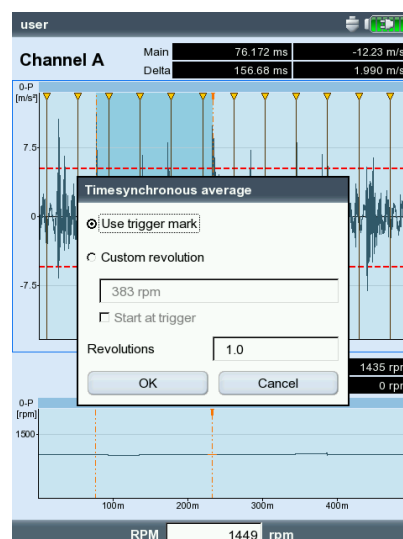 user
Channel A
Main 76.172 ms -12.23 m/s
Delta 156.68 ms 1.990 m/s
0-P
[m/s²]
7.5
Timesynchronous average
Use trigger mark
0
Custom revolution
383 rpm
-7.5
Start at trigger
Revolutions 1.0
1435 rpm
OK Cancel
0 rpm
0-P
[rpm]
1500
100m 200m 300m 400m
RPM 1449 rpm